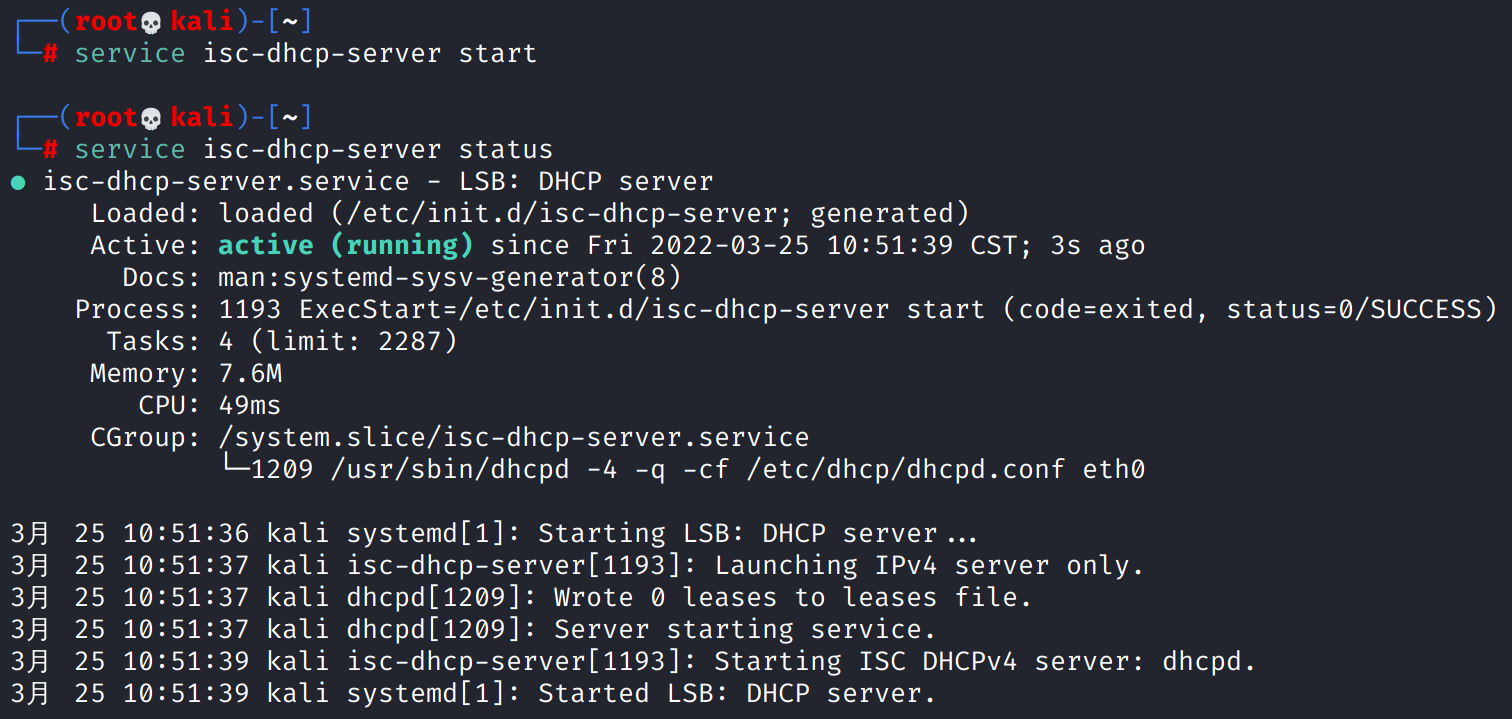 ┌──(root💀kali)-[~]
└─# service isc-dhcp-server start
┌──(root💀kali)-[~]
└─# service isc-dhcp-server status
● isc-dhcp-server.service - LSB: DHCP server
     Loaded: loaded (/etc/init.d/isc-dhcp-server; generated)
     Active: active (running) since Fri 2022-03-25 10:51:39 CST; 3s ago
       Docs: man:systemd-sysv-generator(8)
    Process: 1193 ExecStart=/etc/init.d/isc-dhcp-server start (code=exited, status=0/SUCCESS)
      Tasks: 4 (limit: 2287)
     Memory: 7.6M
        CPU: 49ms
     CGroup: /system.slice/isc-dhcp-server.service
             └─1209 /usr/sbin/dhcpd -4 -q -cf /etc/dhcp/dhcpd.conf eth0
3月 25 10:51:36 kali systemd[1]: Starting LSB: DHCP server...
3月 25 10:51:37 kali isc-dhcp-server[1193]: Launching IPv4 server only.
3月 25 10:51:37 kali dhcpd[1209]: Wrote 0 leases to leases file.
3月 25 10:51:37 kali dhcpd[1209]: Server starting service.
3月 25 10:51:39 kali isc-dhcp-server[1193]: Starting ISC DHCPv4 server: dhcpd.
3月 25 10:51:39 kali systemd[1]: Started LSB: DHCP server.